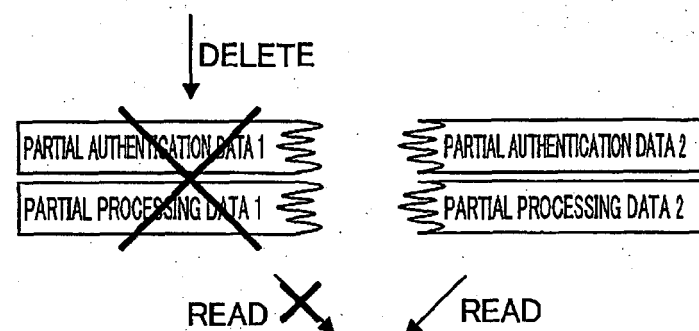 DELETE
PARTIAL AUTHENTICATION DATA 1 PARTIAL AUTHENTICATION DATA 2
PARTIAL PROCESSING DATA 1 PARTIAL PROCESSING DATA 2
READ READ